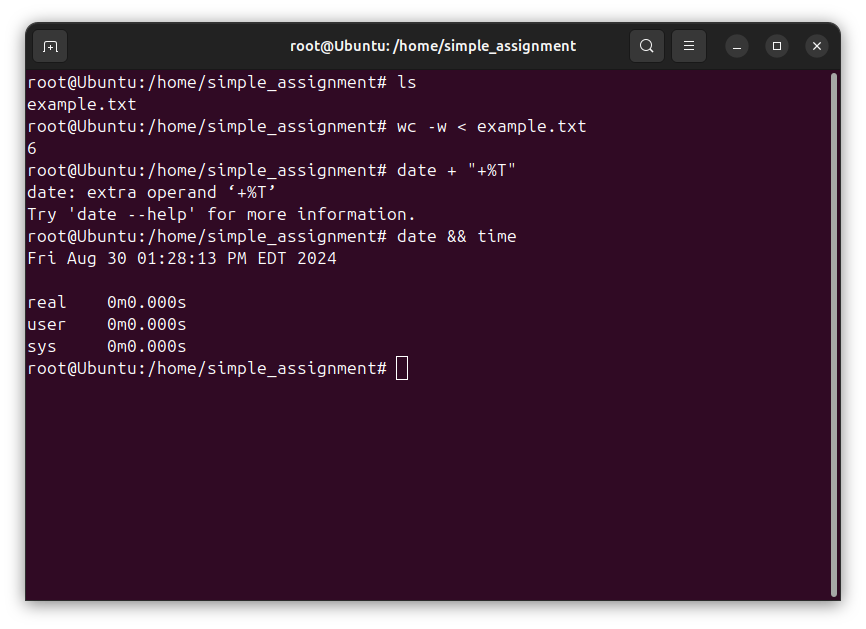 root@Ubuntu: /home/simple_assignment
root@Ubuntu:/home/simple_assignment# ls
example.txt
root@Ubuntu:/home/simple_assignment# wc -w < example.txt
6
root@Ubuntu:/home/simple_assignment# date + "+%T"
date: extra operand ‘+%T’
Try 'date --help' for more information.
root@Ubuntu:/home/simple_assignment# date && time
Fri Aug 30 01:28:13 PM EDT 2024

real    0m0.000s
user    0m0.000s
sys     0m0.000s
root@Ubuntu:/home/simple_assignment#